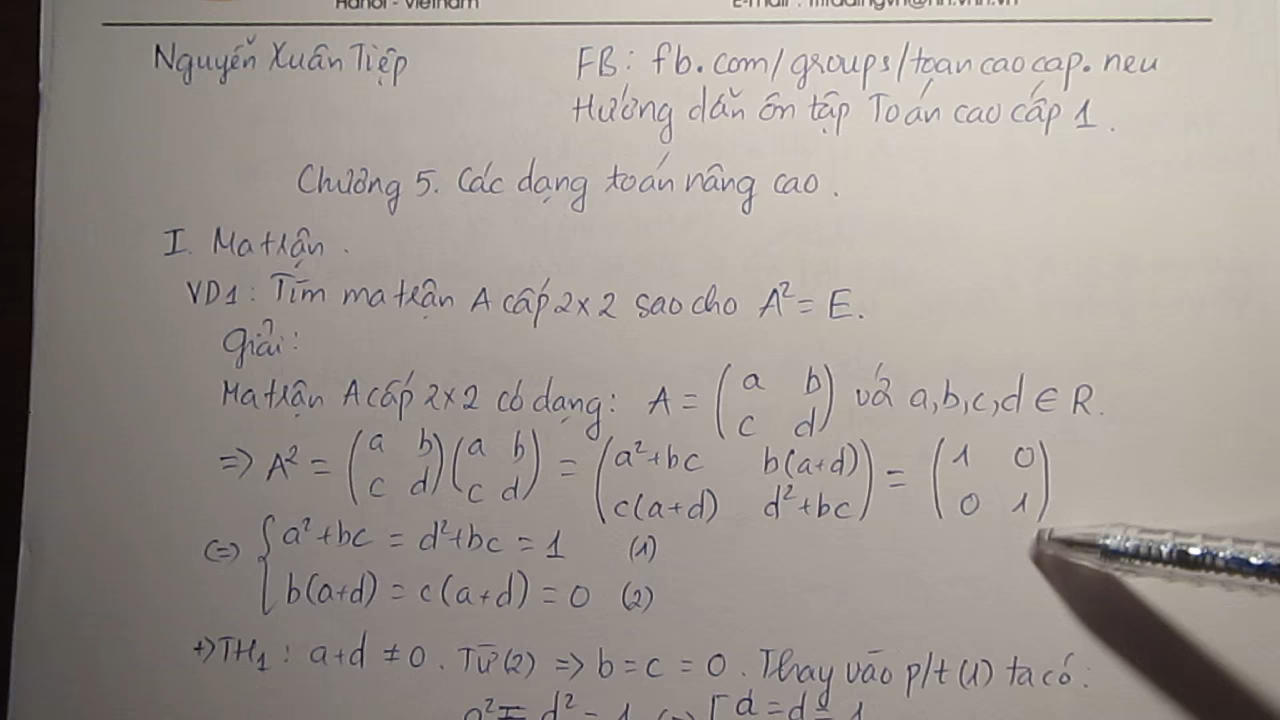 Hanoi - Vietnam
Nguyễn Xuân Tiệp
FB: fb.com/groups/toancaocap.neu
Hướng dẫn ôn tập Toán cao cấp 1.
Chương 5. Các dạng toán nâng cao.
I. Ma trận.
VD1: Tìm ma trận A cấp 2×2 sao cho A² = E.
Giải:
Ma trận A cấp 2×2 có dạng: A = (a b; c d) với a,b,c,d ∈ R.
=> A² = (a b; c d)(a b; c d) = (a²+bc b(a+d); c(a+d) d²+bc) = (1 0; 0 1)
<=> { a²+bc = d²+bc = 1 (1)
b(a+d) = c(a+d) = 0 (2)
+) TH1: a+d ≠ 0. Từ (2) => b = c = 0. Thay vào p/t (1) ta có: